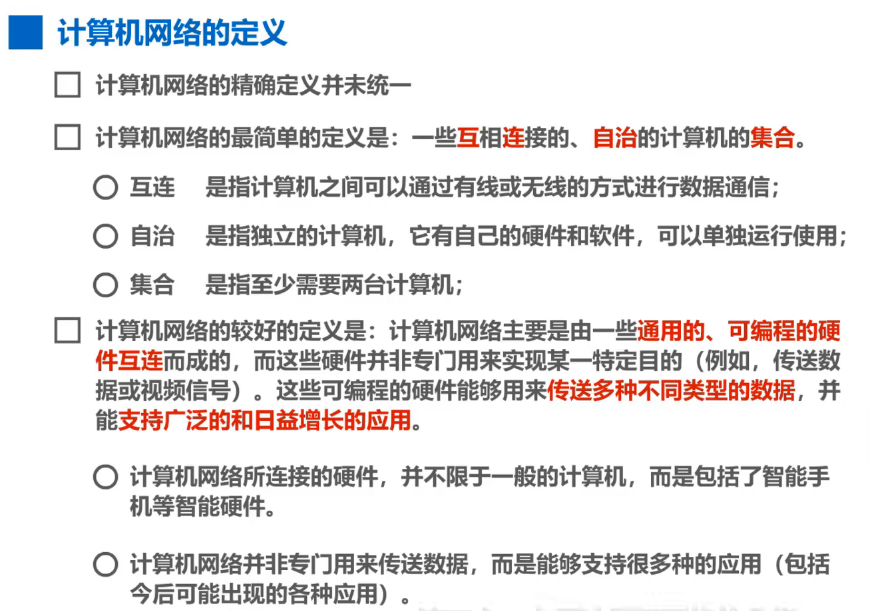 计算机网络的定义
计算机网络的精确定义并未统一
计算机网络的最简单的定义是：一些互相连接的、自治的计算机的集合。
互连 是指计算机之间可以通过有线或无线的方式进行数据通信；
自治 是指独立的计算机，它有自己的硬件和软件，可以单独运行使用；
集合 是指至少需要两台计算机；
计算机网络的较好的定义是：计算机网络主要是由一些通用的、可编程的硬
件互连而成的，而这些硬件并非专门用来实现某一特定目的（例如，传送数
据或视频信号）。这些可编程的硬件能够用来传送多种不同类型的数据，并
能支持广泛的和日益增长的应用。
计算机网络所连接的硬件，并不限于一般的计算机，而是包括了智能手
机等智能硬件。
计算机网络并非专门用来传送数据，而是能够支持很多种的应用（包括
今后可能出现的各种应用）。